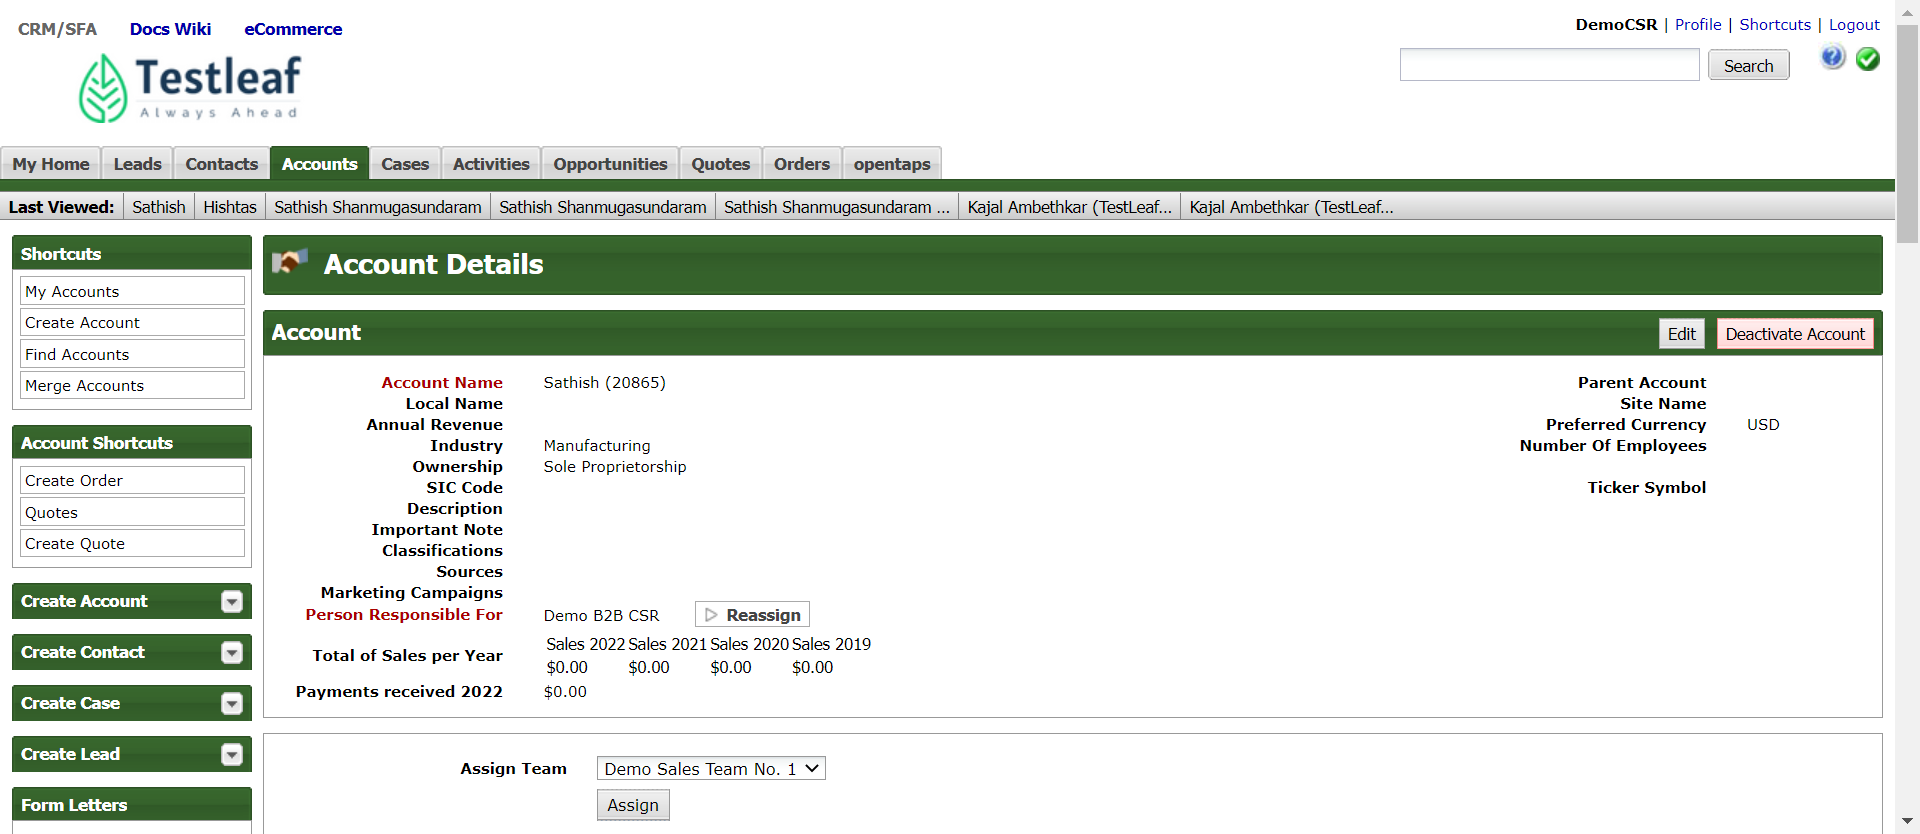 CRM/SFA Docs Wiki eCommerce
DemoCSR | Profile | Shortcuts | Logout
Testleaf
Always Ahead
Search
My Home Leads Contacts Accounts Cases Activities Opportunities Quotes Orders opentaps
Last Viewed: Sathish Hishtas Sathish Shanmugasundaram Sathish Shanmugasundaram Sathish Shanmugasundaram ... Kajal Ambethkar (TestLeaf... Kajal Ambethkar (TestLeaf...
Shortcuts
My Accounts
Create Account
Find Accounts
Merge Accounts
Account Shortcuts
Create Order
Quotes
Create Quote
Create Account
Create Contact
Create Case
Create Lead
Form Letters
Account Details
Account
Edit Deactivate Account
Account Name Sathish (20865)
Parent Account
Local Name
Site Name
Annual Revenue
Preferred Currency USD
Industry Manufacturing
Number Of Employees
Ownership Sole Proprietorship
SIC Code
Ticker Symbol
Description
Important Note
Classifications
Sources
Marketing Campaigns
Person Responsible For Demo B2B CSR Reassign
Total of Sales per Year
Sales 2022 Sales 2021 Sales 2020 Sales 2019
$0.00 $0.00 $0.00 $0.00
Payments received 2022 $0.00
Assign Team Demo Sales Team No. 1
Assign